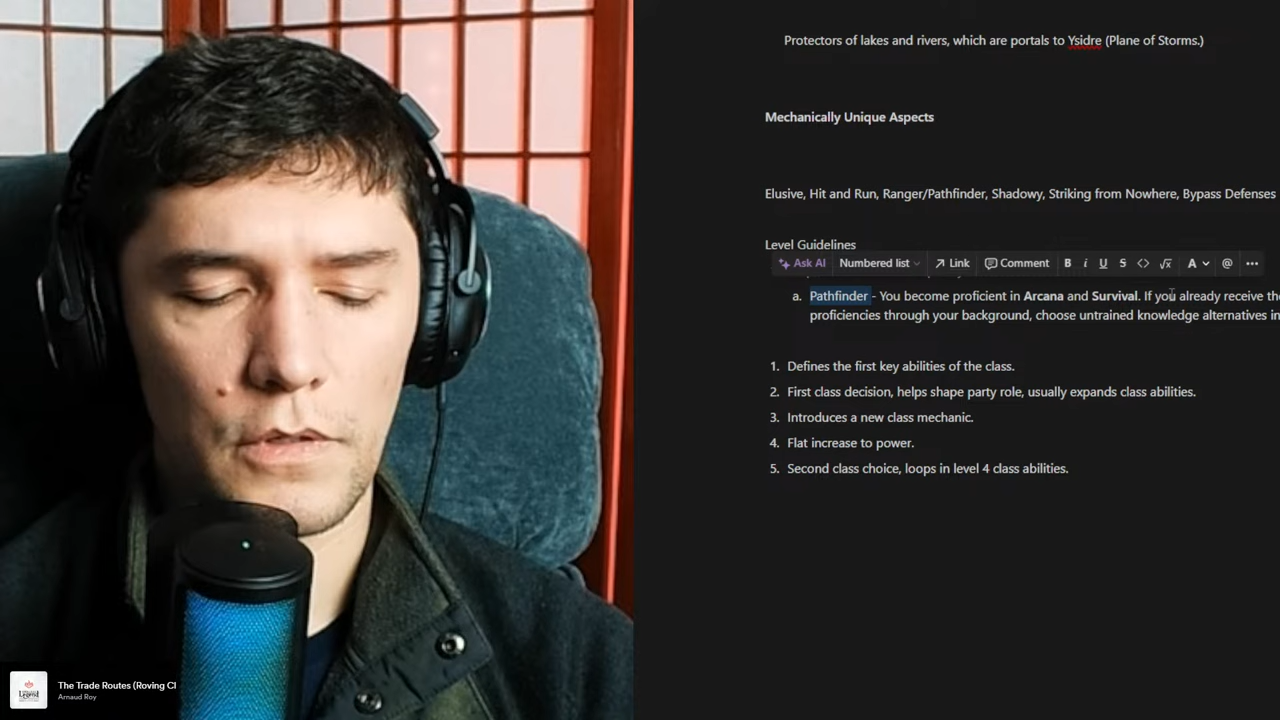 Protectors of lakes and rivers, which are portals to Ysidre (Plane of Storms.)
Mechanically Unique Aspects
Elusive, Hit and Run, Ranger/Pathfinder, Shadowy, Striking from Nowhere, Bypass Defenses
Level Guidelines
Ask AI Numbered list Link Comment B i U S <> √x A @ •••
a. Pathfinder - You become proficient in Arcana and Survival. If you already receive the
proficiencies through your background, choose untrained knowledge alternatives in
1. Defines the first key abilities of the class.
2. First class decision, helps shape party role, usually expands class abilities.
3. Introduces a new class mechanic.
4. Flat increase to power.
5. Second class choice, loops in level 4 class abilities.
Legend
The Trade Routes (Roving Cl
Arnaud Roy